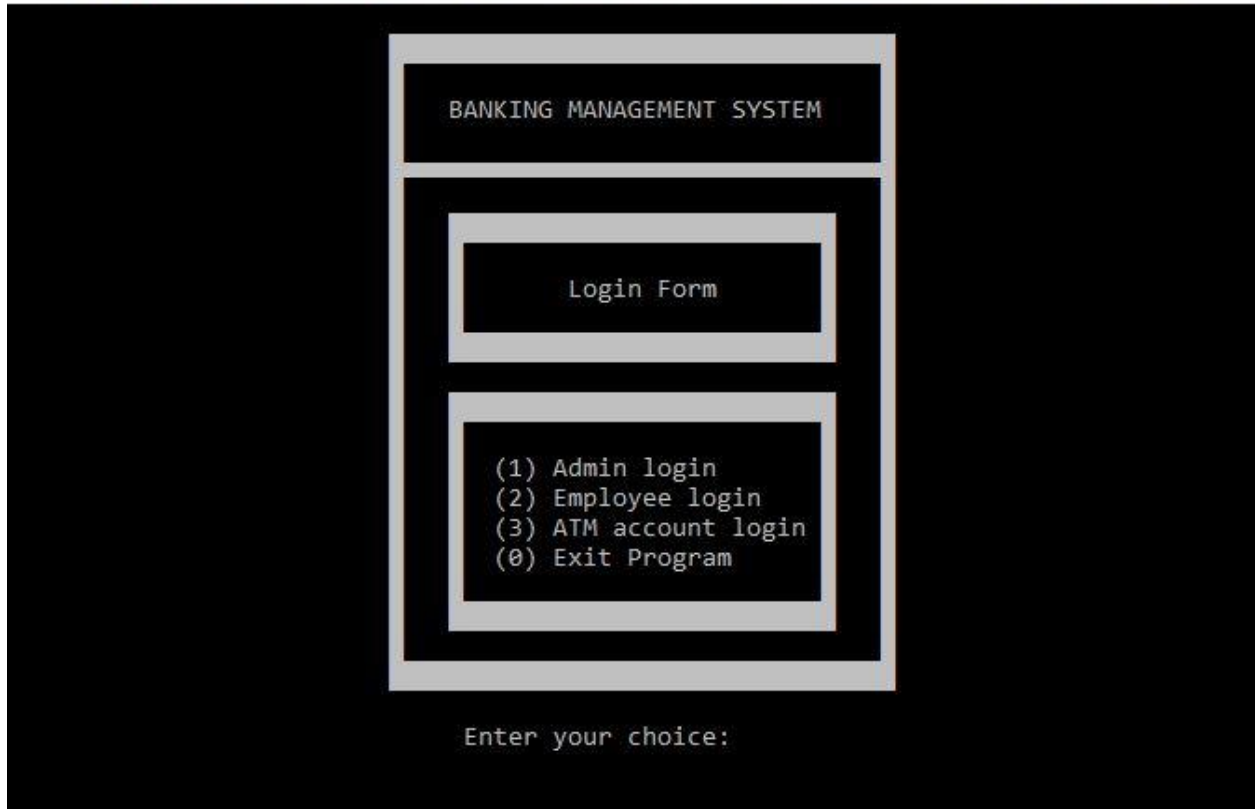 BANKING MANAGEMENT SYSTEM
Login Form
(1) Admin login
(2) Employee login
(3) ATM account login
(0) Exit Program
Enter your choice: